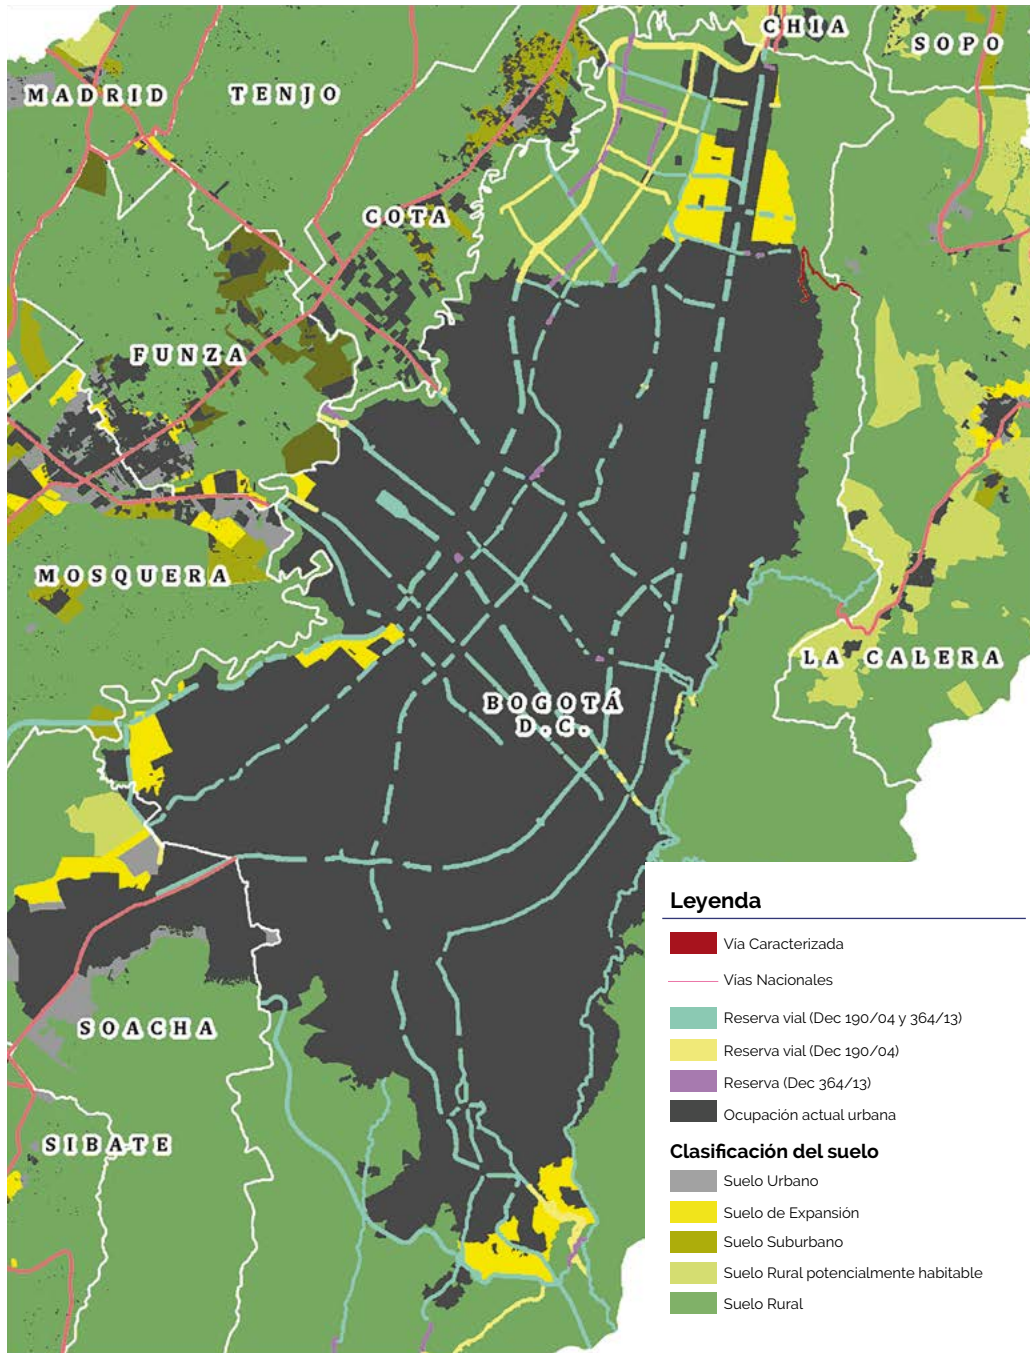 CHIA
SOPO
MADRID
TENJO
COTA
FUNZA
MOSQUERA
LA CALERA
BOGOTÁ
D.C.
SOACHA
SIBATE
Leyenda
Vía Caracterizada
Vías Nacionales
Reserva vial (Dec 190/04 y 364/13)
Reserva vial (Dec 190/04)
Reserva (Dec 364/13)
Ocupación actual urbana
Clasificación del suelo
Suelo Urbano
Suelo de Expansión
Suelo Suburbano
Suelo Rural potencialmente habitable
Suelo Rural